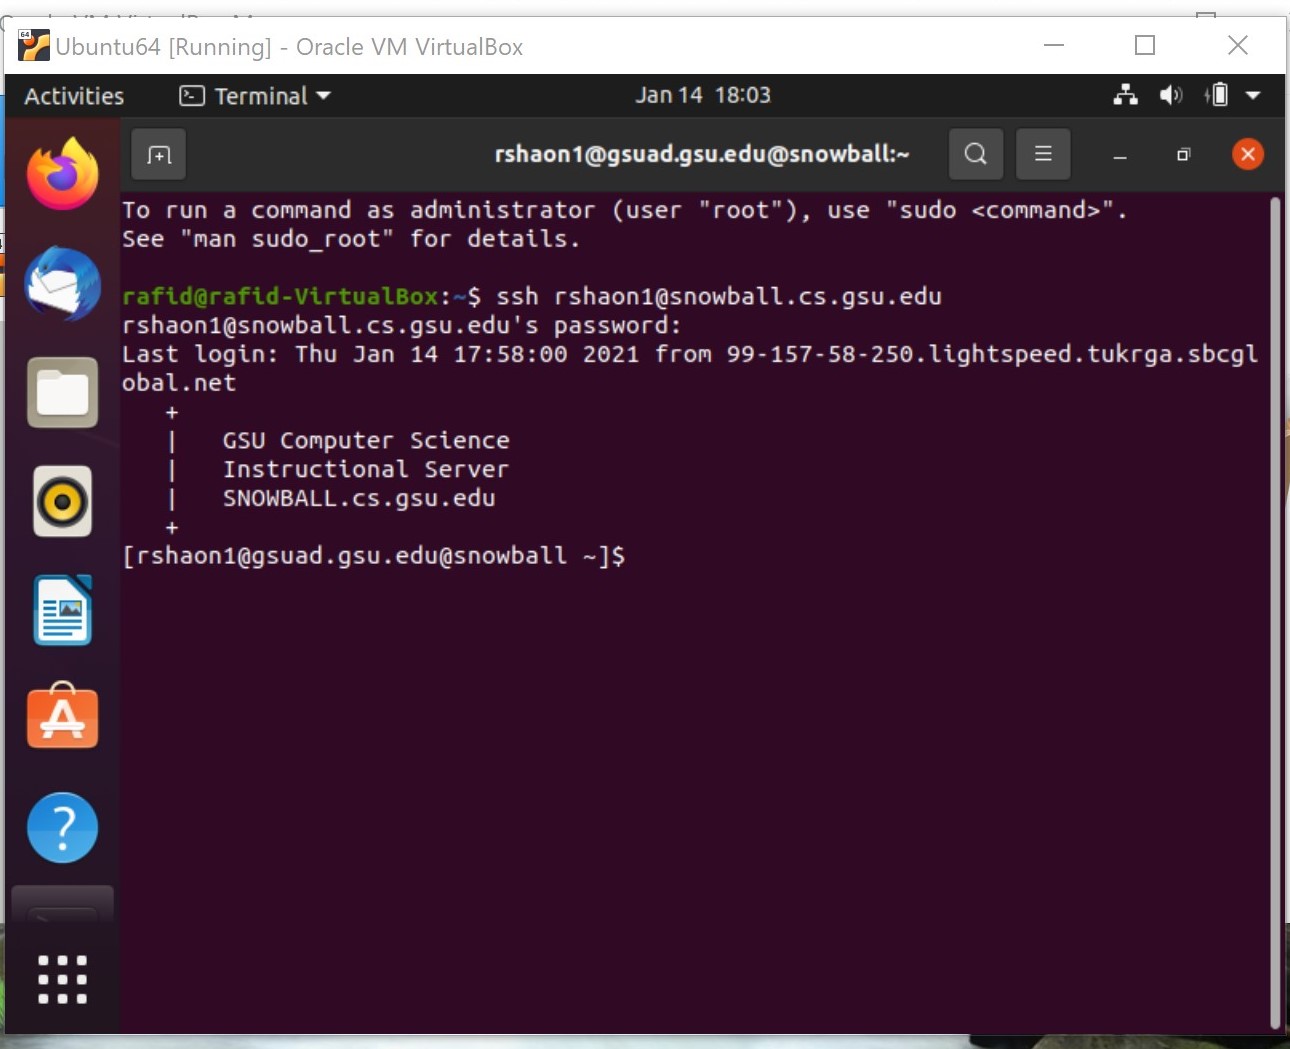 Ubuntu64 [Running] - Oracle VM VirtualBox
Activities Terminal Jan 14 18:03
rshaon1@gsuad.gsu.edu@snowball:~
To run a command as administrator (user "root"), use "sudo <command>".
See "man sudo_root" for details.
rafid@rafid-VirtualBox:~$ ssh rshaon1@snowball.cs.gsu.edu
rshaon1@snowball.cs.gsu.edu's password:
Last login: Thu Jan 14 17:58:00 2021 from 99-157-58-250.lightspeed.tukrga.sbcgl
obal.net
+
| GSU Computer Science
| Instructional Server
| SNOWBALL.cs.gsu.edu
+
[rshaon1@gsuad.gsu.edu@snowball ~]$